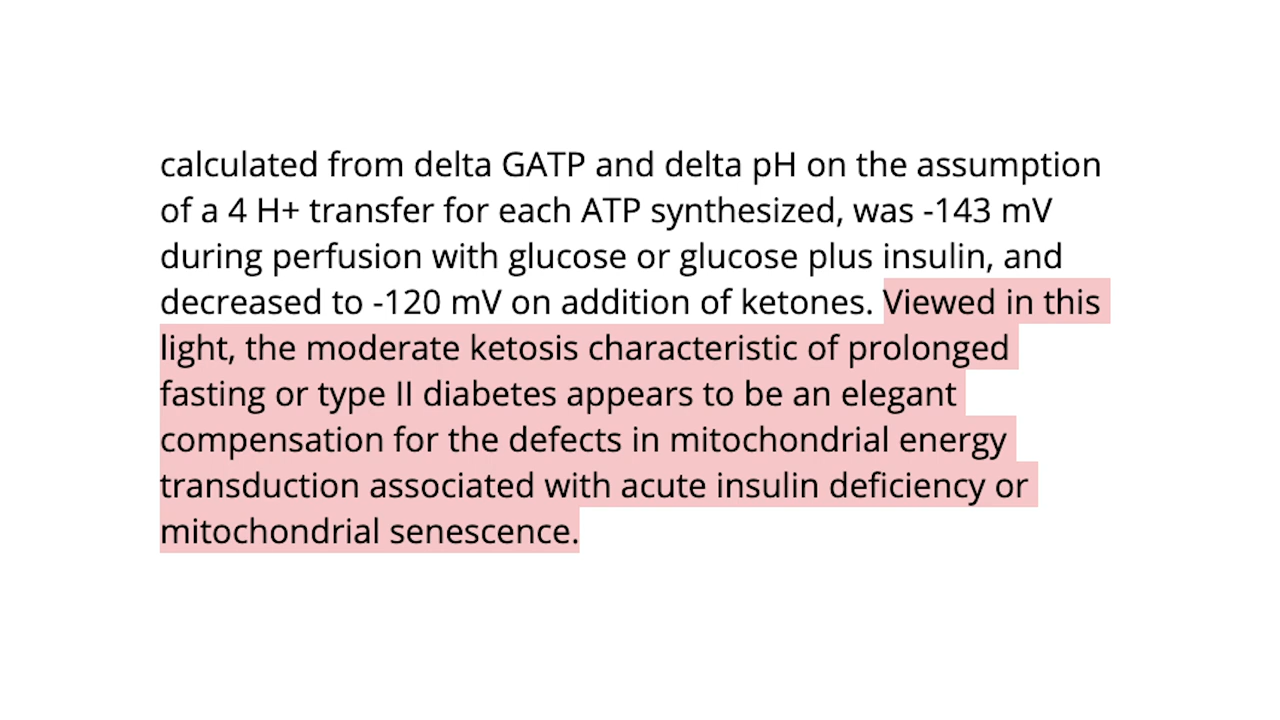 calculated from delta GATP and delta pH on the assumption
of a 4 H+ transfer for each ATP synthesized, was -143 mV
during perfusion with glucose or glucose plus insulin, and
decreased to -120 mV on addition of ketones. Viewed in this
light, the moderate ketosis characteristic of prolonged
fasting or type II diabetes appears to be an elegant
compensation for the defects in mitochondrial energy
transduction associated with acute insulin deficiency or
mitochondrial senescence.